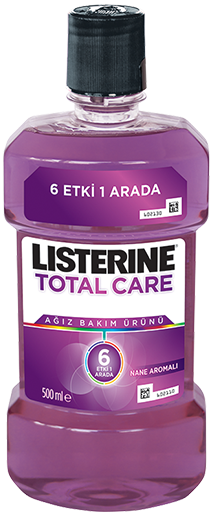 6 ETKİ 1 ARADA
LISTERINE
TOTAL CARE
AĞIZ BAKIM ÜRÜNÜ
6
ETKİ 1
ARADA
NANE AROMALI
500 ml e